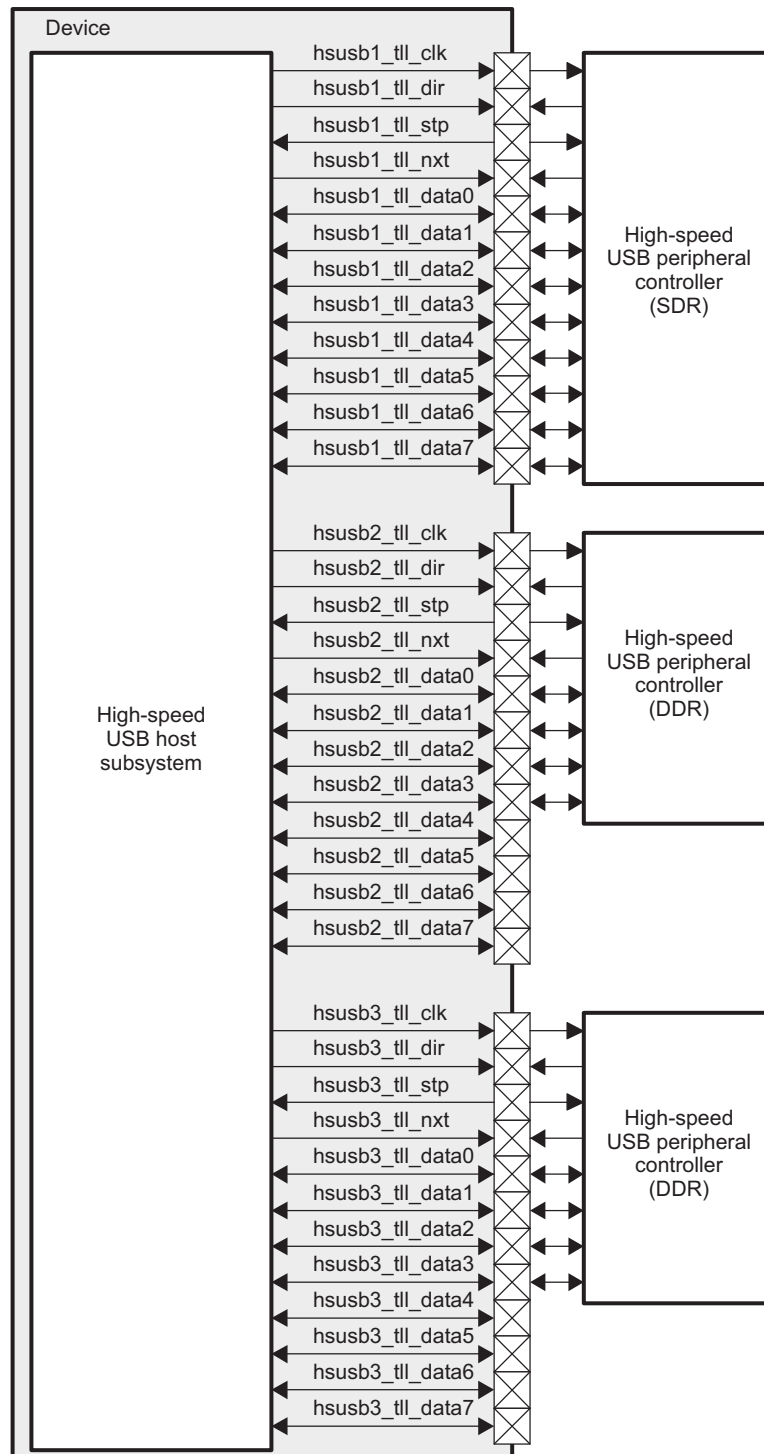 Device
hsusb1_tll_clk
hsusb1_tll_dir
hsusb1_tll_stp
hsusb1_tll_nxt
hsusb1_tll_data0
hsusb1_tll_data1
hsusb1_tll_data2
hsusb1_tll_data3
hsusb1_tll_data4
hsusb1_tll_data5
hsusb1_tll_data6
hsusb1_tll_data7
High-speed
USB peripheral
controller
(SDR)
hsusb2_tll_clk
hsusb2_tll_dir
hsusb2_tll_stp
hsusb2_tll_nxt
hsusb2_tll_data0
hsusb2_tll_data1
hsusb2_tll_data2
hsusb2_tll_data3
hsusb2_tll_data4
hsusb2_tll_data5
hsusb2_tll_data6
hsusb2_tll_data7
High-speed
USB peripheral
controller
(DDR)
High-speed
USB host
subsystem
hsusb3_tll_clk
hsusb3_tll_dir
hsusb3_tll_stp
hsusb3_tll_nxt
hsusb3_tll_data0
hsusb3_tll_data1
hsusb3_tll_data2
hsusb3_tll_data3
hsusb3_tll_data4
hsusb3_tll_data5
hsusb3_tll_data6
hsusb3_tll_data7
High-speed
USB peripheral
controller
(DDR)